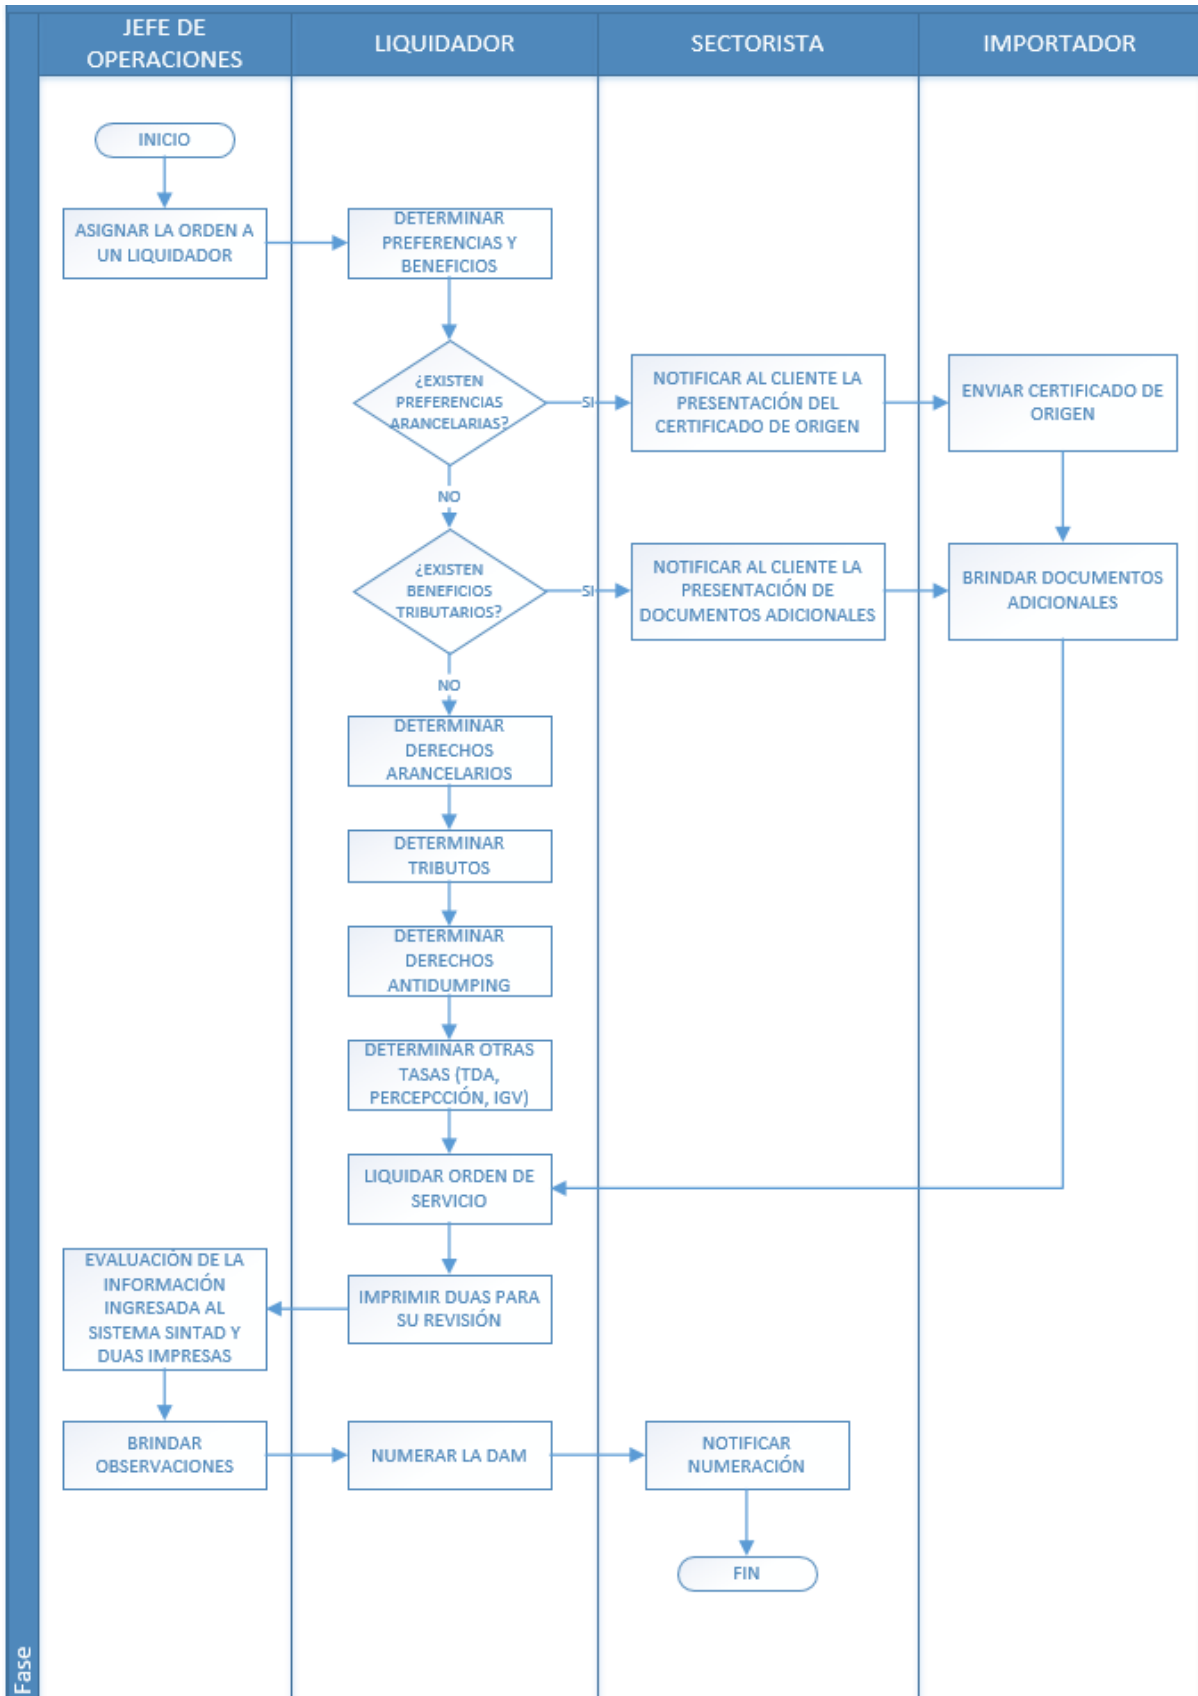 JEFE DE
OPERACIONES
LIQUIDADOR
SECTORISTA
IMPORTADOR
INICIO
ASIGNAR LA ORDEN A
UN LIQUIDADOR
DETERMINAR
PREFERENCIAS Y
BENEFICIOS
¿EXISTEN
PREFERENCIAS
ARANCELARIAS?
SI
NOTIFICAR AL CLIENTE LA
PRESENTACIÓN DEL
CERTIFICADO DE ORIGEN
ENVIAR CERTIFICADO DE
ORIGEN
NO
¿EXISTEN
BENEFICIOS
TRIBUTARIOS?
SI
NOTIFICAR AL CLIENTE LA
PRESENTACIÓN DE
DOCUMENTOS ADICIONALES
BRINDAR DOCUMENTOS
ADICIONALES
NO
DETERMINAR
DERECHOS
ARANCELARIOS
DETERMINAR
TRIBUTOS
DETERMINAR
DERECHOS
ANTIDUMPING
DETERMINAR OTRAS
TASAS (TDA,
PERCEPCCIÓN, IGV)
LIQUIDAR ORDEN DE
SERVICIO
IMPRIMIR DUAS PARA
SU REVISIÓN
EVALUACIÓN DE LA
INFORMACIÓN
INGRESADA AL
SISTEMA SINTAD Y
DUAS IMPRESAS
BRINDAR
OBSERVACIONES
NUMERAR LA DAM
NOTIFICAR
NUMERACIÓN
FIN
Fase